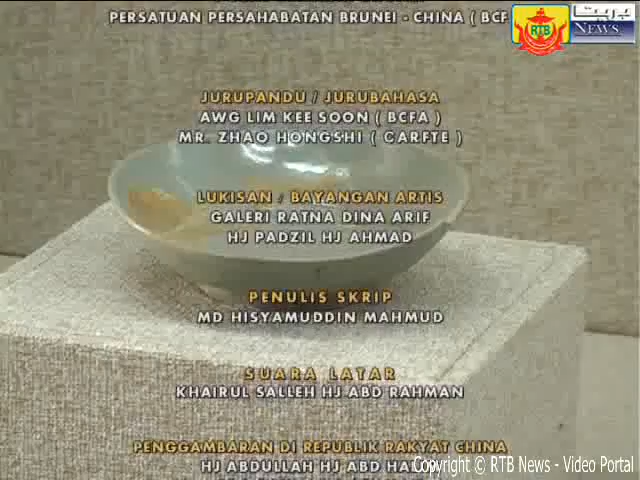 PERSATUAN PERSAHABATAN BRUNEI - CHINA ( BCF
RTB
بريتا
NEWS
JURUPANDU / JURUBAHASA
AWG LIM KEE SOON ( BCFA )
MR. ZHAO HONGSHI ( CARFTE )
LUKISAN / BAYANGAN ARTIS
GALERI RATNA DINA ARIF
HJ PADZIL HJ AHMAD
PENULIS SKRIP
MD HISYAMUDDIN MAHMUD
SUARA LATAR
KHAIRUL SALLEH HJ ABD RAHMAN
PENGGAMBARAN DI REPUBLIK RAKYAT CHINA
HJ ABDULLAH HJ ABD
Copyright © RTB News - Video Portal